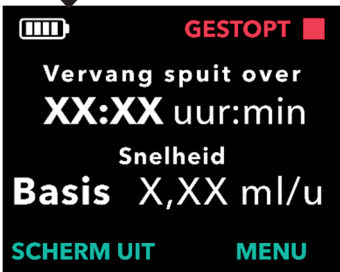 GESTOPT
Vervang spuit over
XX:XX uur:min
Snelheid
Basis X,XX ml/u
SCHERM UIT MENU